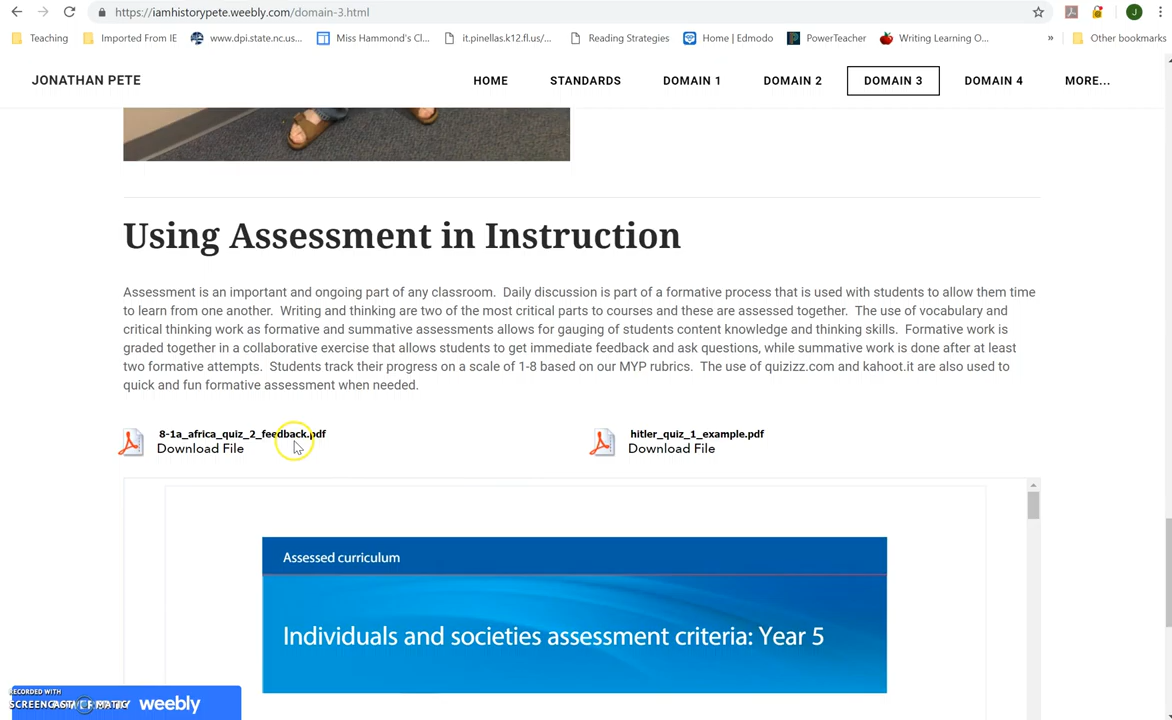 https://iamhistorypete.weebly.com/domain-3.html
J
Teaching
Imported From IE
www.dpi.state.nc.us...
Miss Hammond's Cl...
it.pinellas.k12.fl.us/...
Reading Strategies
Home | Edmodo
PowerTeacher
Writing Learning O...
»
Other bookmarks
JONATHAN PETE
HOME
STANDARDS
DOMAIN 1
DOMAIN 2
DOMAIN 3
DOMAIN 4
MORE...
Using Assessment in Instruction
Assessment is an important and ongoing part of any classroom.  Daily discussion is part of a formative process that is used with students to allow them time
to learn from one another.  Writing and thinking are two of the most critical parts to courses and these are assessed together.  The use of vocabulary and
critical thinking work as formative and summative assessments allows for gauging of students content knowledge and thinking skills.  Formative work is
graded together in a collaborative exercise that allows students to get immediate feedback and ask questions, while summative work is done after at least
two formative attempts.  Students track their progress on a scale of 1-8 based on our MYP rubrics.  The use of quizizz.com and kahoot.it are also used to
quick and fun formative assessment when needed.
8-1a_africa_quiz_2_feedback.pdf
Download File
hitler_quiz_1_example.pdf
Download File
Assessed curriculum
Individuals and societies assessment criteria: Year 5
RECORDED WITH
SCREENCAST-O-MATIC
weebly